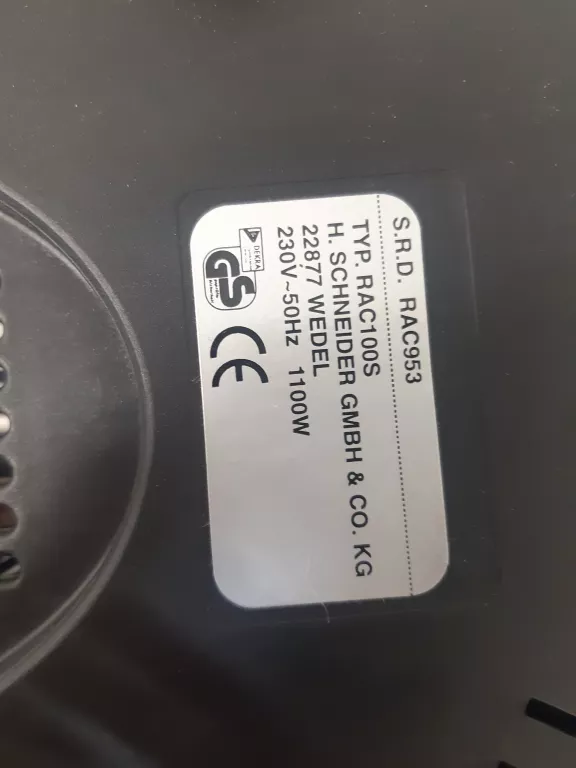 S.R.D. RAC953
TYP. RAC100S
H. SCHNEIDER GMBH & CO. KG
22877 WEDEL
230V~50Hz 1100W
DEKRA
GS
CE